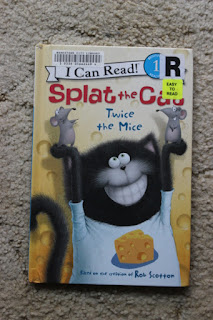 I Can Read!
1
R
EASY
TO
READ
Splat the Cat
Twice
the Mice
Based on the creation of Rob Scotton